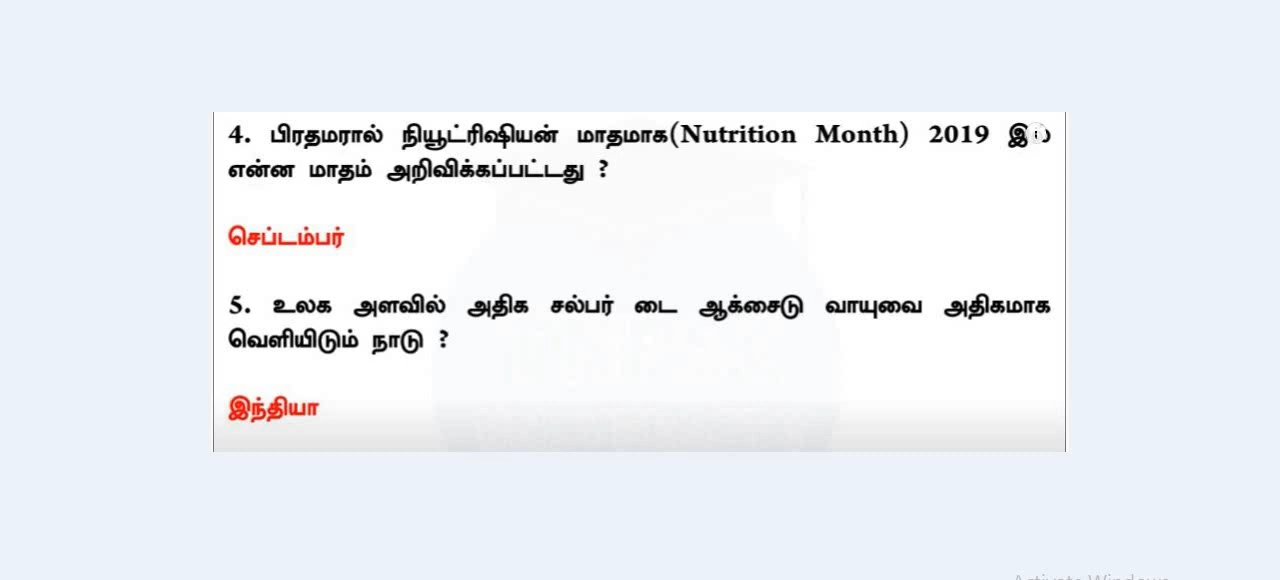 4. பிரதமரால் நியூட்ரிஷியன் மாதமாக(Nutrition Month) 2019 இல்
என்ன மாதம் அறிவிக்கப்பட்டது ?
செப்டம்பர்
5. உலக அளவில் அதிக சல்பர் டை ஆக்சைடு வாயுவை அதிகமாக
வெளியிடும் நாடு ?
இந்தியா